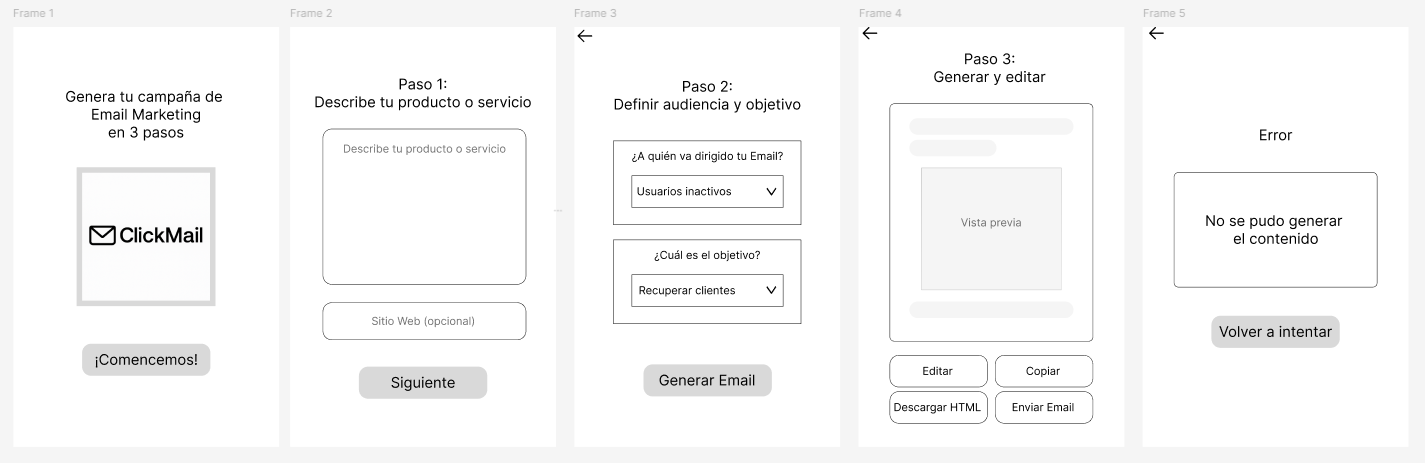 Frame 1
Genera tu campaña de
Email Marketing
en 3 pasos
ClickMail
¡Comencemos!
Frame 2
Paso 1:
Describe tu producto o servicio
Describe tu producto o servicio
Sitio Web (opcional)
Siguiente
Frame 3
Paso 2:
Definir audiencia y objetivo
¿A quién va dirigido tu Email?
Usuarios inactivos
¿Cuál es el objetivo?
Recuperar clientes
Generar Email
Frame 4
Paso 3:
Generar y editar
Vista previa
Editar
Copiar
Descargar HTML
Enviar Email
Frame 5
Error
No se pudo generar
el contenido
Volver a intentar